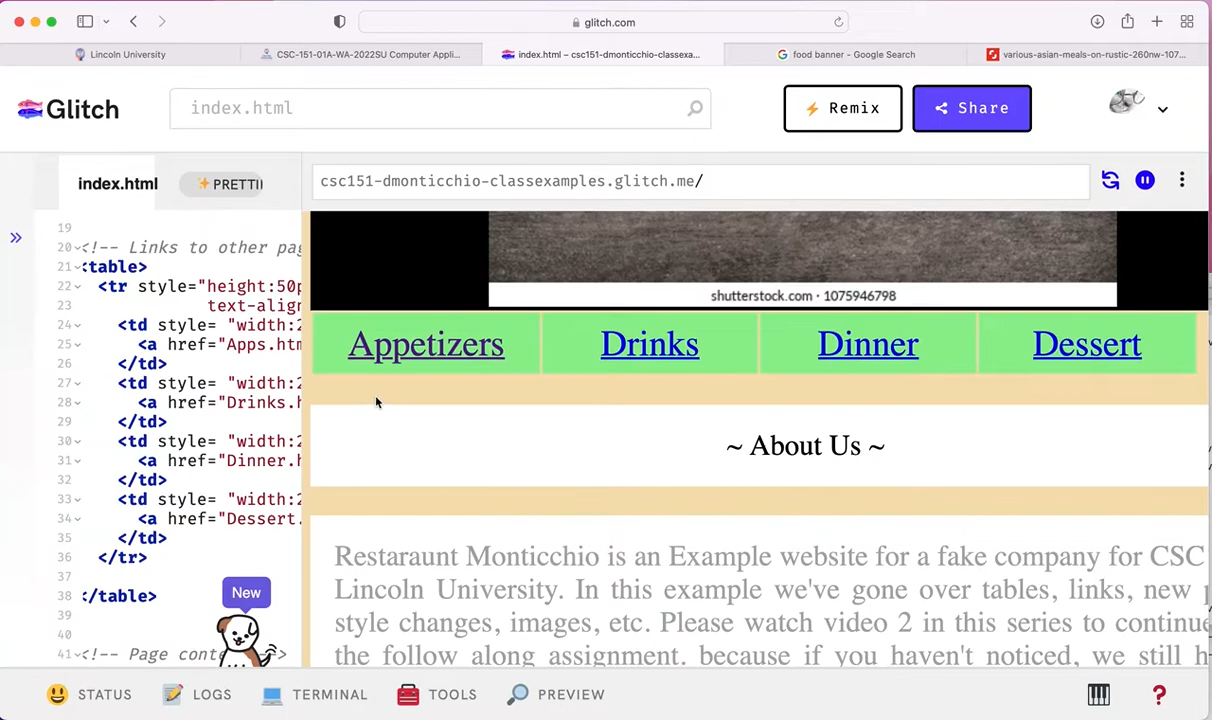 glitch.com
Lincoln University
CSC-151-01A-WA-2022SU Computer Appli...
index.html – csc151-dmonticchio-classexa...
food banner - Google Search
various-asian-meals-on-rustic-260nw-107...
Glitch
index.html
Remix
Share
index.html
PRETTI
csc151-dmonticchio-classexamples.glitch.me/
19
20 <!-- Links to other pag
21 <table>
22 <tr style="height:50p
23 text-align
24 <td style= "width:2
25 <a href="Apps.htm
26 </td>
27 <td style= "width:2
28 <a href="Drinks.h
29 </td>
30 <td style= "width:2
31 <a href="Dinner.h
32 </td>
33 <td style= "width:2
34 <a href="Dessert.
35 </td>
36 </tr>
37
38 </table>
39
40
41 <!-- Page conte >
New
shutterstock.com · 1075946798
Appetizers Drinks Dinner Dessert
~ About Us ~
Restaraunt Monticchio is an Example website for a fake company for CSC
Lincoln University. In this example we've gone over tables, links, new p
style changes, images, etc. Please watch video 2 in this series to continue
the follow along assignment. because if you haven't noticed, we still h
STATUS
LOGS
TERMINAL
TOOLS
PREVIEW
?